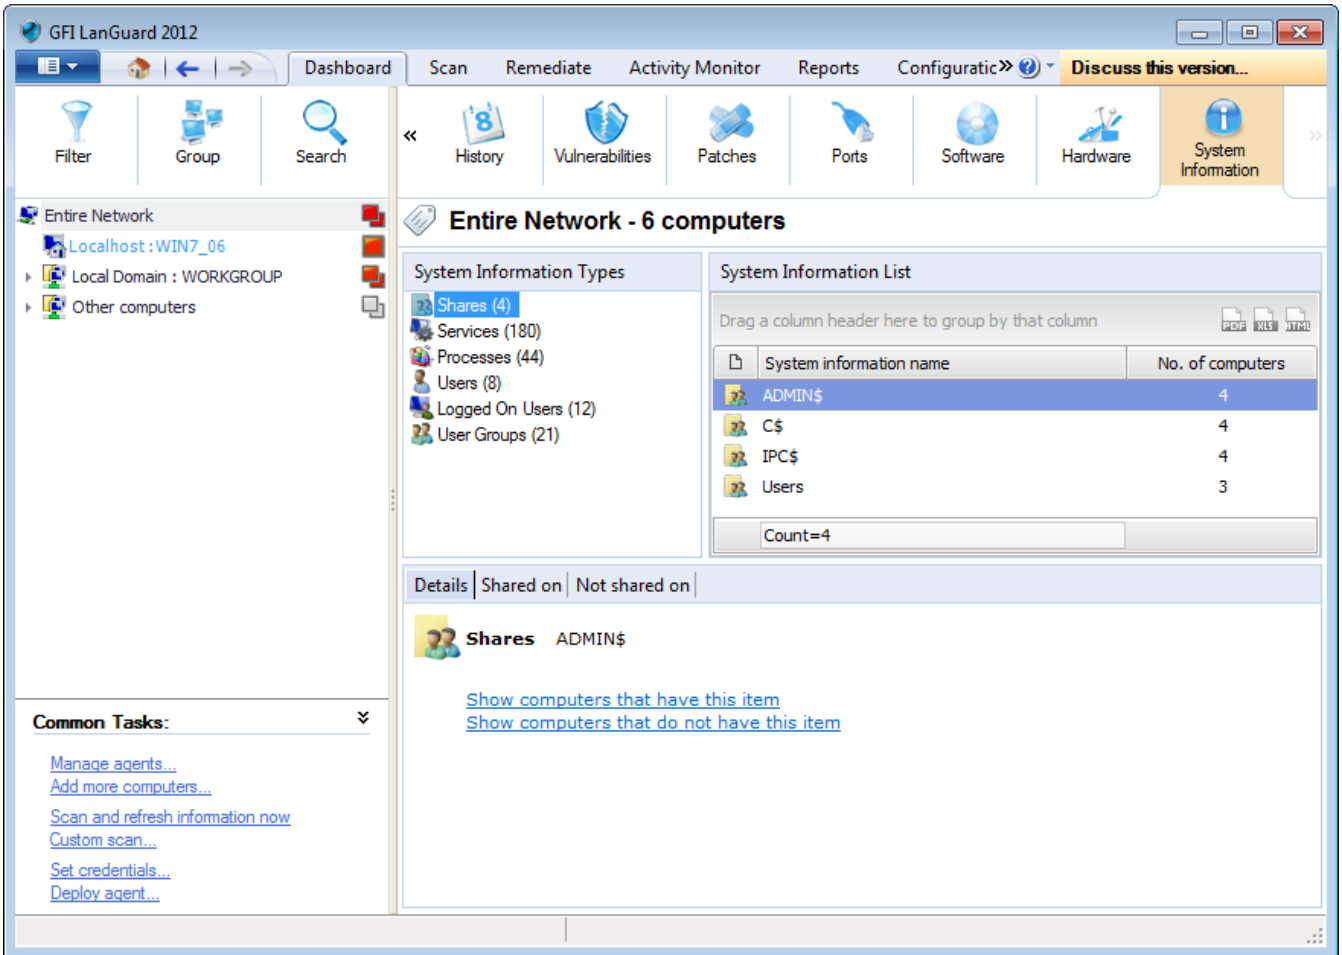 GFI LanGuard 2012
Dashboard Scan Remediate Activity Monitor Reports Configuratic» Discuss this version...
Filter Group Search « 8 History Vulnerabilities Patches Ports Software Hardware System Information »
Entire Network
Localhost : WIN7_06
Local Domain : WORKGROUP
Other computers
Entire Network - 6 computers
System Information Types
Shares (4)
Services (180)
Processes (44)
Users (8)
Logged On Users (12)
User Groups (21)
System Information List
Drag a column header here to group by that column PDF XLS HTML
System information name No. of computers
ADMIN$ 4
C$ 4
IPC$ 4
Users 3
Count=4
Details Shared on Not shared on
Shares ADMIN$
Show computers that have this item
Show computers that do not have this item
Common Tasks:
Manage agents...
Add more computers...
Scan and refresh information now
Custom scan...
Set credentials...
Deploy agent...